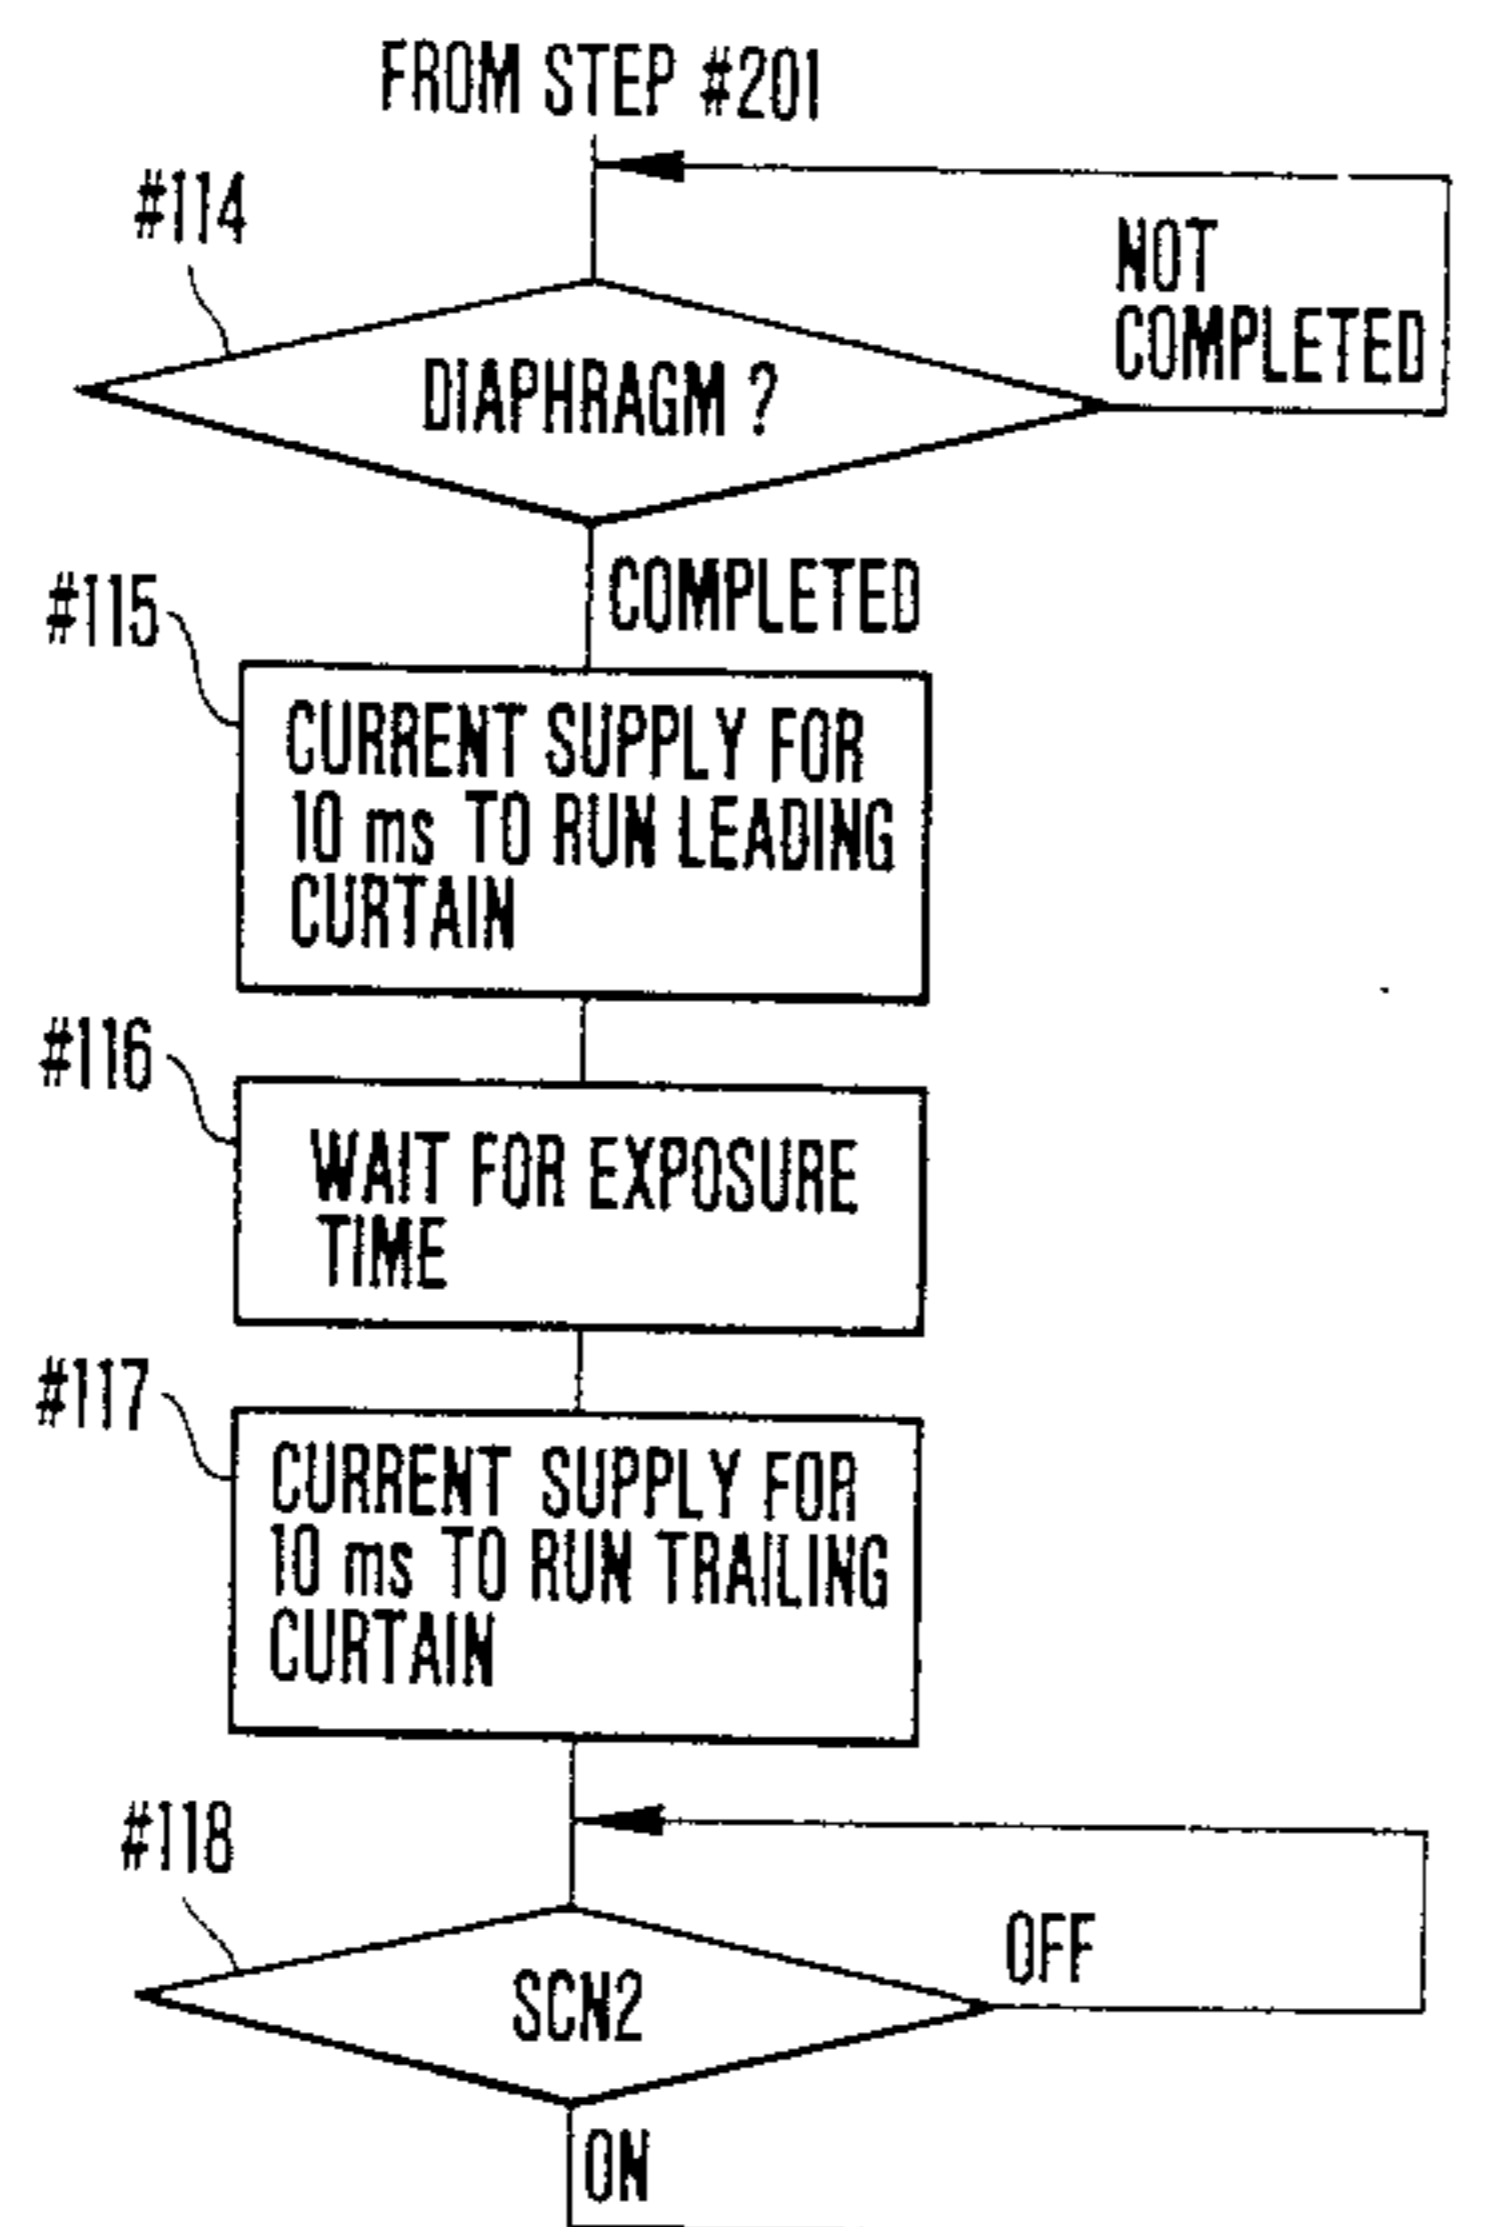 FROM STEP #201
#114
NOT
COMPLETED
DIAPHRAGM ?
COMPLETED
#115
CURRENT SUPPLY FOR
10 ms TO RUN LEADING
CURTAIN
#116
WAIT FOR EXPOSURE
TIME
#117
CURRENT SUPPLY FOR
10 ms TO RUN TRAILING
CURTAIN
#118
OFF
SCN2
ON